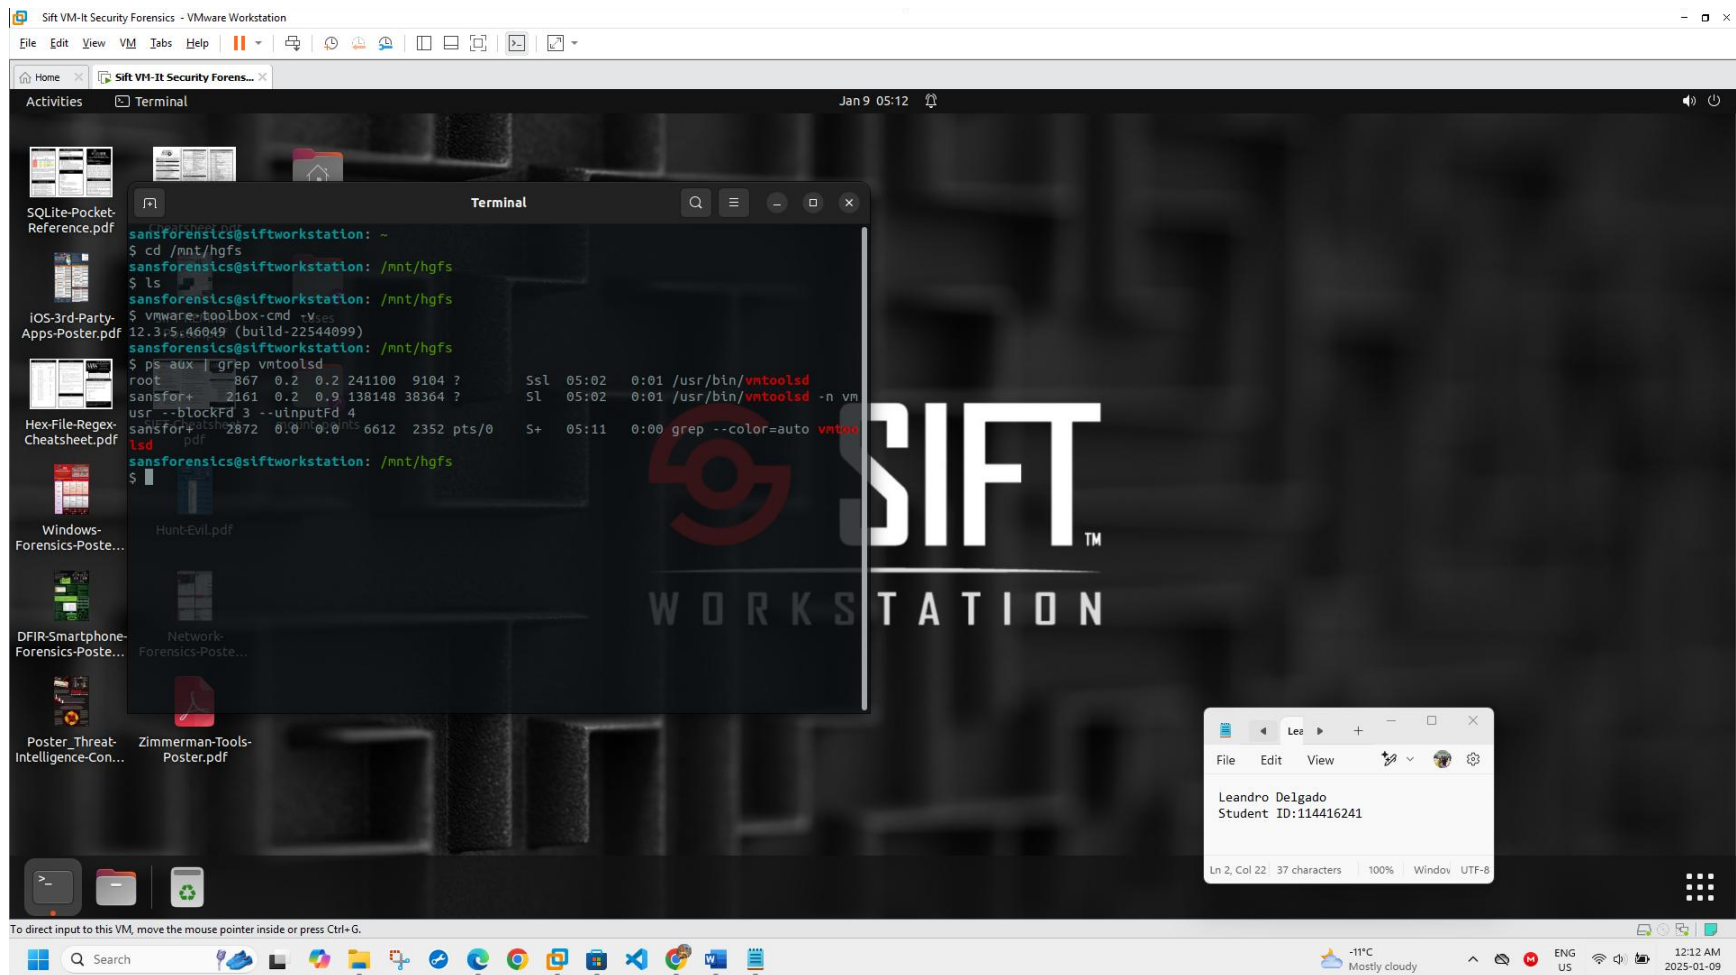 Sift VM-It Security Forensics - VMware Workstation
File Edit View VM Tabs Help
Home
Sift VM-It Security Forens...
Activities
Terminal
Jan 9 05:12
SQLite-Pocket-
Reference.pdf
iOS-3rd-Party-
Apps-Poster.pdf
Hex-File-Regex-
Cheatsheet.pdf
Windows-
Forensics-Poste...
Hunt-Evil.pdf
DFIR-Smartphone-
Forensics-Poste...
Network-
Forensics-Poste...
Poster_Threat-
Intelligence-Con...
Zimmerman-Tools-
Poster.pdf
Terminal
sansforensics@siftworkstation: ~
$ cd /mnt/hgfs
sansforensics@siftworkstation: /mnt/hgfs
$ ls
sansforensics@siftworkstation: /mnt/hgfs
$ vmware-toolbox-cmd -v
12.3.5.46049 (build-22544099)
sansforensics@siftworkstation: /mnt/hgfs
$ ps aux | grep vmtoolsd
root 867 0.2 0.2 241100 9104 ? Ssl 05:02 0:01 /usr/bin/vmtoolsd
sansfor+ 2161 0.2 0.9 138148 38364 ? Sl 05:02 0:01 /usr/bin/vmtoolsd -n vm
usr --blockFd 3 --uinputFd 4
sansfor+ 2872 0.0 0.0 6612 2352 pts/0 S+ 05:11 0:00 grep --color=auto vmtoo
lsd
sansforensics@siftworkstation: /mnt/hgfs
$
SIFT TM
WORKSTATION
Lea
File Edit View
Leandro Delgado
Student ID:114416241
Ln 2, Col 22 37 characters 100% Window UTF-8
To direct input to this VM, move the mouse pointer inside or press Ctrl+G.
Search
-11°C
Mostly cloudy
ENG
US
12:12 AM
2025-01-09